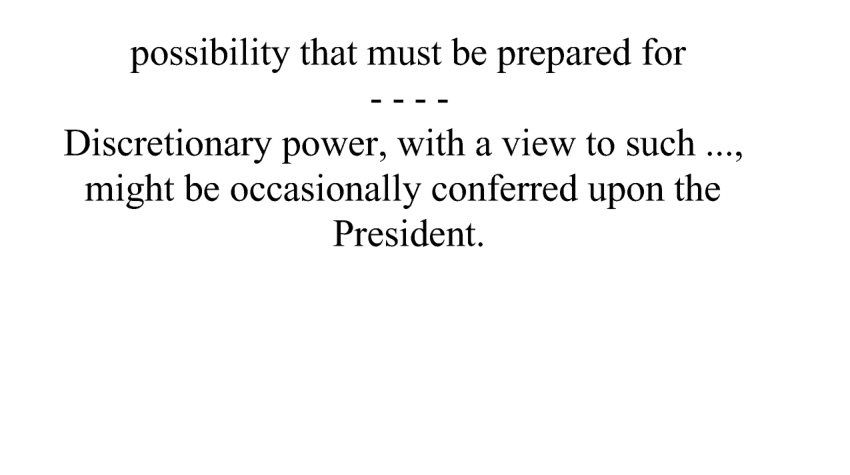 possibility that must be prepared for
- - - -
Discretionary power, with a view to such ...,
might be occasionally conferred upon the
President.